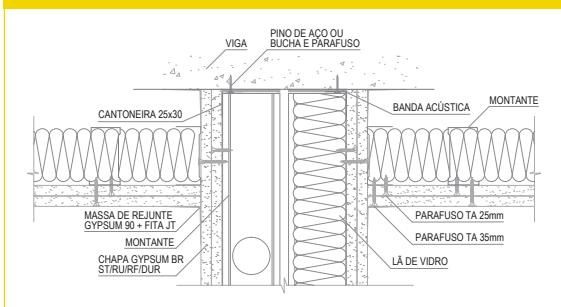 PINO DE AÇO OU
BUCHA E PARAFUSO
VIGA
CANTONEIRA 25x30
BANDA ACÚSTICA
MONTANTE
MASSA DE REJUNTE
GYPSUM 90 + FITA JT
MONTANTE
CHAPA GYPSUM BR
ST/RU/RF/DUR
PARAFUSO TA 25mm
PARAFUSO TA 35mm
LÃ DE VIDRO